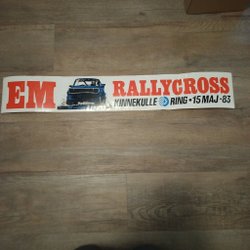 EM
RALLYCROSS
KINNEKULLE RING • 15 MAJ - 83